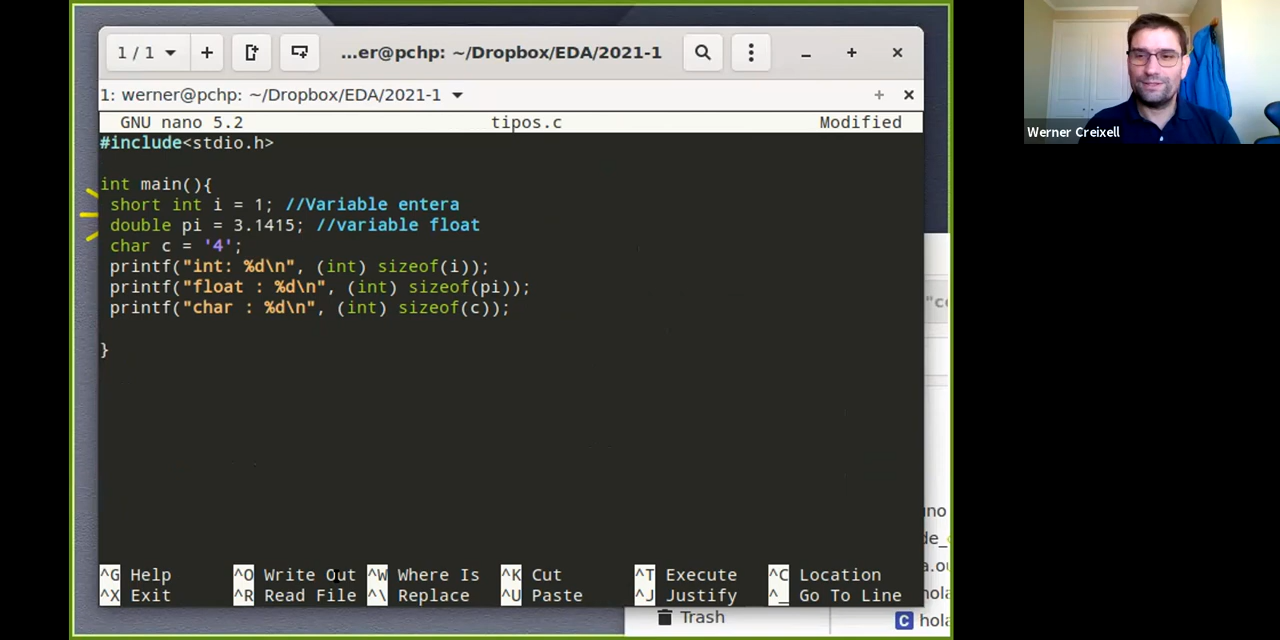 1 / 1
...er@pchp: ~/Dropbox/EDA/2021-1
1: werner@pchp: ~/Dropbox/EDA/2021-1
GNU nano 5.2 tipos.c Modified
#include<stdio.h>
int main(){
short int i = 1; //Variable entera
double pi = 3.1415; //variable float
char c = '4';
printf("int: %d\n", (int) sizeof(i));
printf("float : %d\n", (int) sizeof(pi));
printf("char : %d\n", (int) sizeof(c));
}
^G Help ^O Write Out ^W Where Is ^K Cut ^T Execute ^C Location
^X Exit ^R Read File ^\ Replace ^U Paste ^J Justify ^_ Go To Line
Trash
Werner Creixell